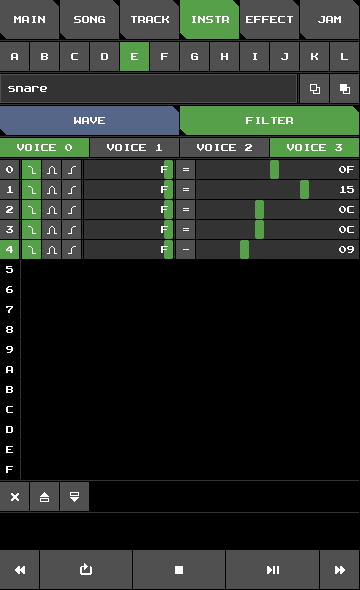 MAIN SONG TRACK INSTR EFFECT JAM
A B C D E F G H I J K L
snare
WAVE FILTER
VOICE 0 VOICE 1 VOICE 2 VOICE 3
0 F = 0F
1 F = 15
2 F = 0C
3 F = 0C
4 F - 09
5
6
7
8
9
A
B
C
D
E
F